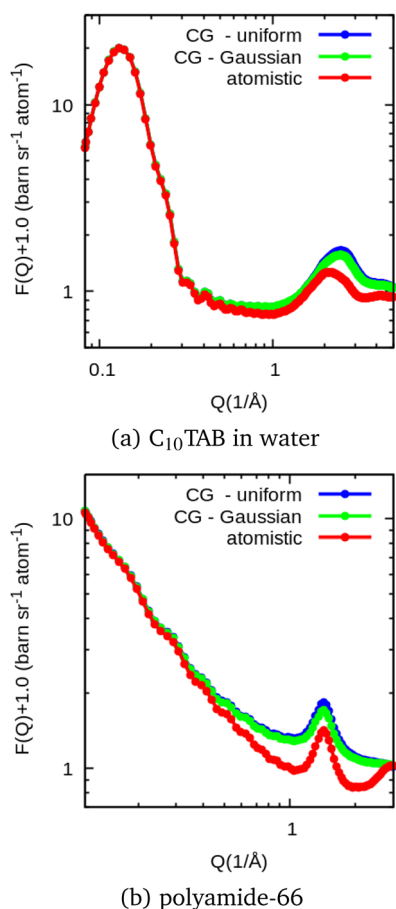 CG - uniform
CG - Gaussian
atomistic
F(Q)+1.0 (barn sr⁻¹ atom⁻¹)
10
1
0.1 1
Q(1/Å)
(a) C₁₀TAB in water
CG - uniform
CG - Gaussian
atomistic
F(Q)+1.0 (barn sr⁻¹ atom⁻¹)
10
1
1
Q(1/Å)
(b) polyamide-66